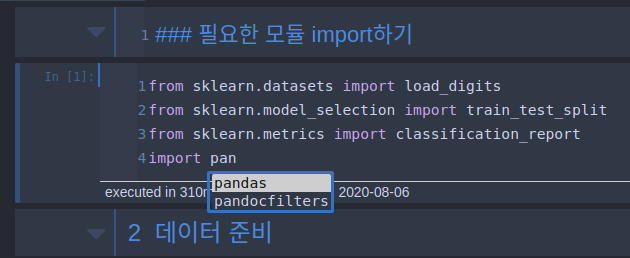 1 ### 필요한 모듈 import하기
In [1]:
1 from sklearn.datasets import load_digits
2 from sklearn.model_selection import train_test_split
3 from sklearn.metrics import classification_report
4 import pan
pandas
executed in 310m 2020-08-06
pandocfilters
2 데이터 준비